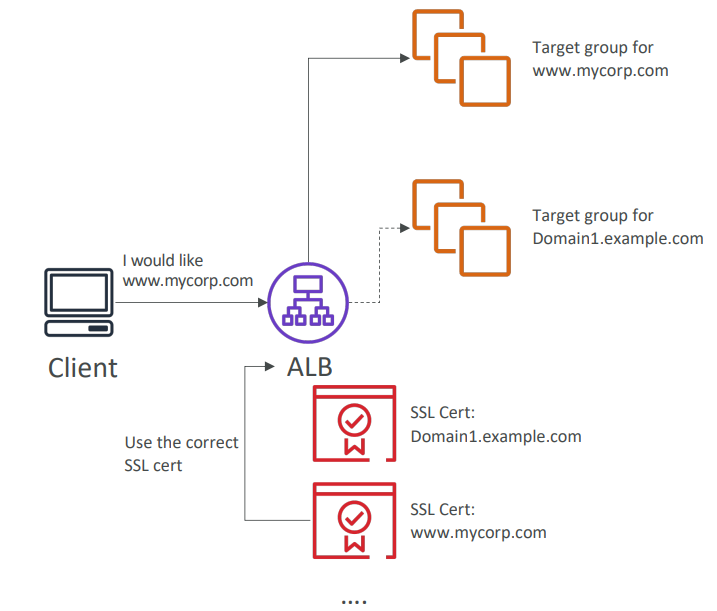 Target group for
www.mycorp.com
Target group for
Domain1.example.com
I would like
www.mycorp.com
Client
ALB
SSL Cert:
Domain1.example.com
Use the correct
SSL cert
SSL Cert:
www.mycorp.com
....